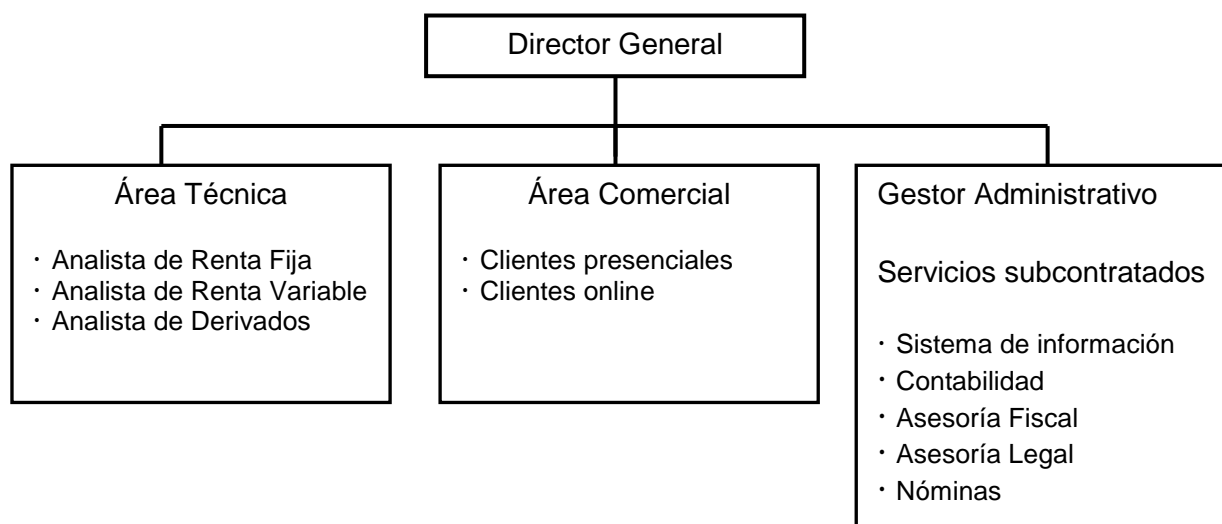 Director General
Área Técnica
· Analista de Renta Fija
· Analista de Renta Variable
· Analista de Derivados
Área Comercial
· Clientes presenciales
· Clientes online
Gestor Administrativo
Servicios subcontratados
· Sistema de información
· Contabilidad
· Asesoría Fiscal
· Asesoría Legal
· Nóminas